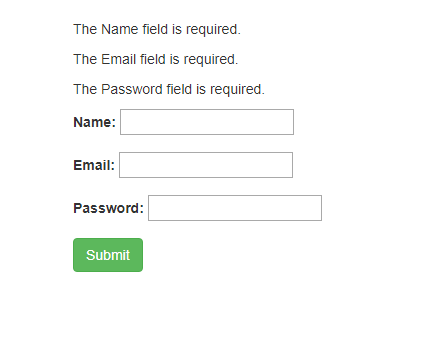 The Name field is required.
The Email field is required.
The Password field is required.
Name:
Email:
Password:
Submit